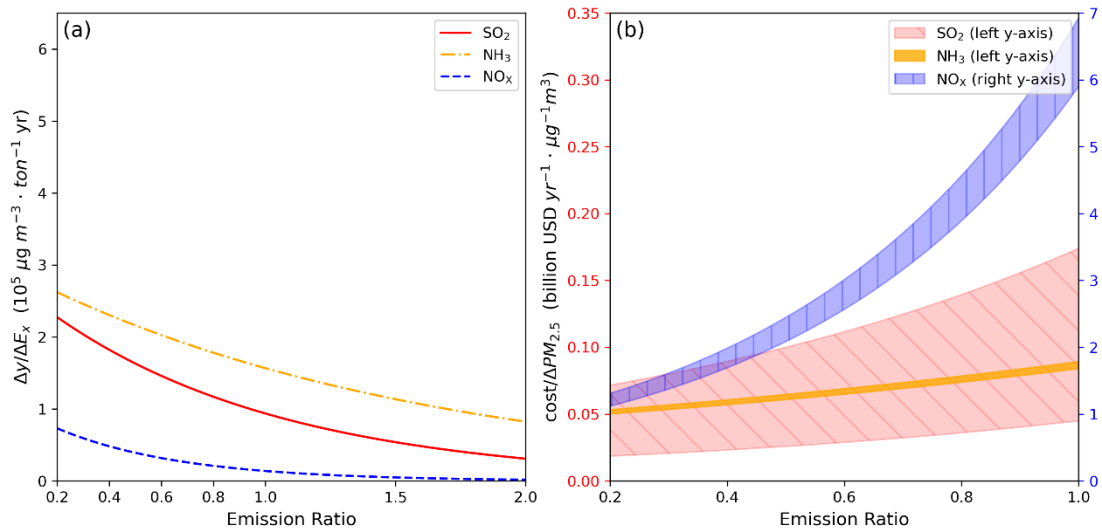 (a)
SO₂
NH₃
NOₓ
6
5
4
3
2
1
0
Δy/ΔEₓ (10⁵ μg m⁻³ · ton⁻¹ yr)
0.2
0.4
0.6
0.8
1.0
1.5
2.0
Emission Ratio
(b)
SO₂ (left y-axis)
NH₃ (left y-axis)
NOₓ (right y-axis)
0.35
0.30
0.25
0.20
0.15
0.10
0.05
0.00
cost/ΔPM₂.₅ (billion USD yr⁻¹ · μg⁻¹m³)
7
6
5
4
3
2
1
0
0.2
0.4
0.6
0.8
1.0
Emission Ratio